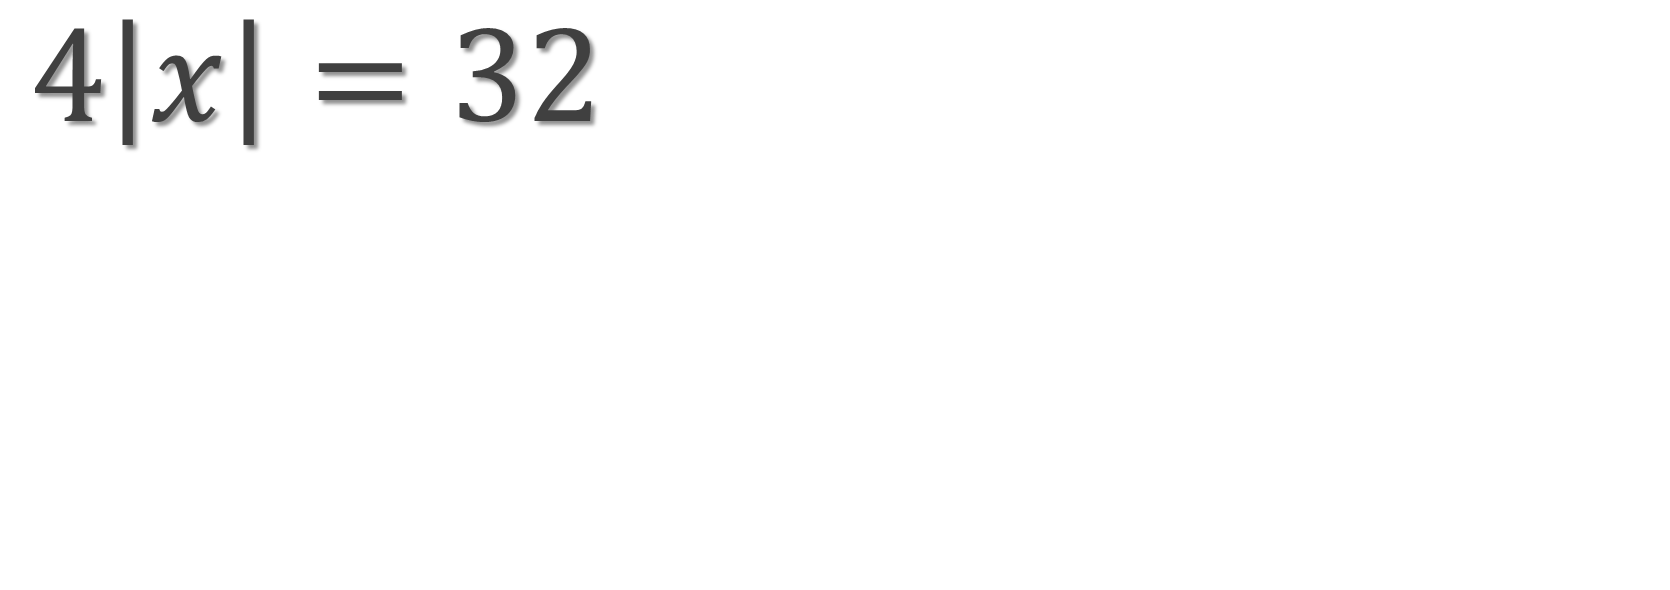 4|x| = 32